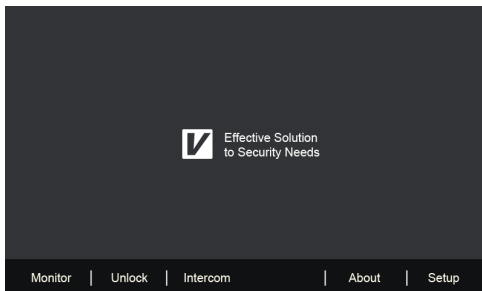 V Effective Solution
to Security Needs
Monitor | Unlock | Intercom | About | Setup